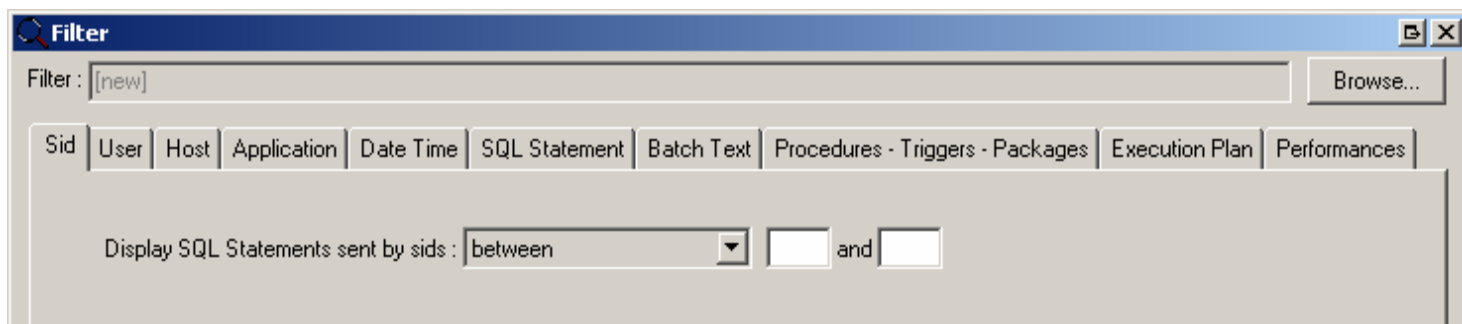 Filter
Filter : [new] Browse...
Sid User Host Application Date Time SQL Statement Batch Text Procedures - Triggers - Packages Execution Plan Performances
Display SQL Statements sent by sids : between and